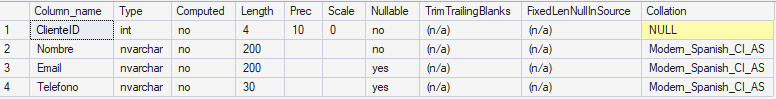 Column_name Type Computed Length Prec Scale Nullable TrimTrailingBlanks FixedLenNullInSource Collation
1 ClienteID int no 4 10 0 no (n/a) (n/a) NULL
2 Nombre nvarchar no 200 no (n/a) (n/a) Modern_Spanish_CI_AS
3 Email nvarchar no 200 yes (n/a) (n/a) Modern_Spanish_CI_AS
4 Telefono nvarchar no 30 yes (n/a) (n/a) Modern_Spanish_CI_AS